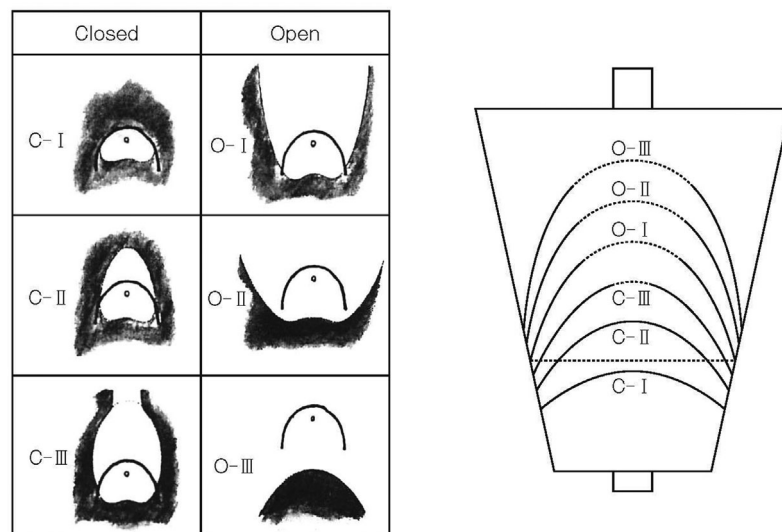 Closed Open
C-Ⅰ O-Ⅰ
C-Ⅱ O-Ⅱ
C-Ⅲ O-Ⅲ
O-Ⅲ
O-Ⅱ
O-Ⅰ
C-Ⅲ
C-Ⅱ
C-Ⅰ